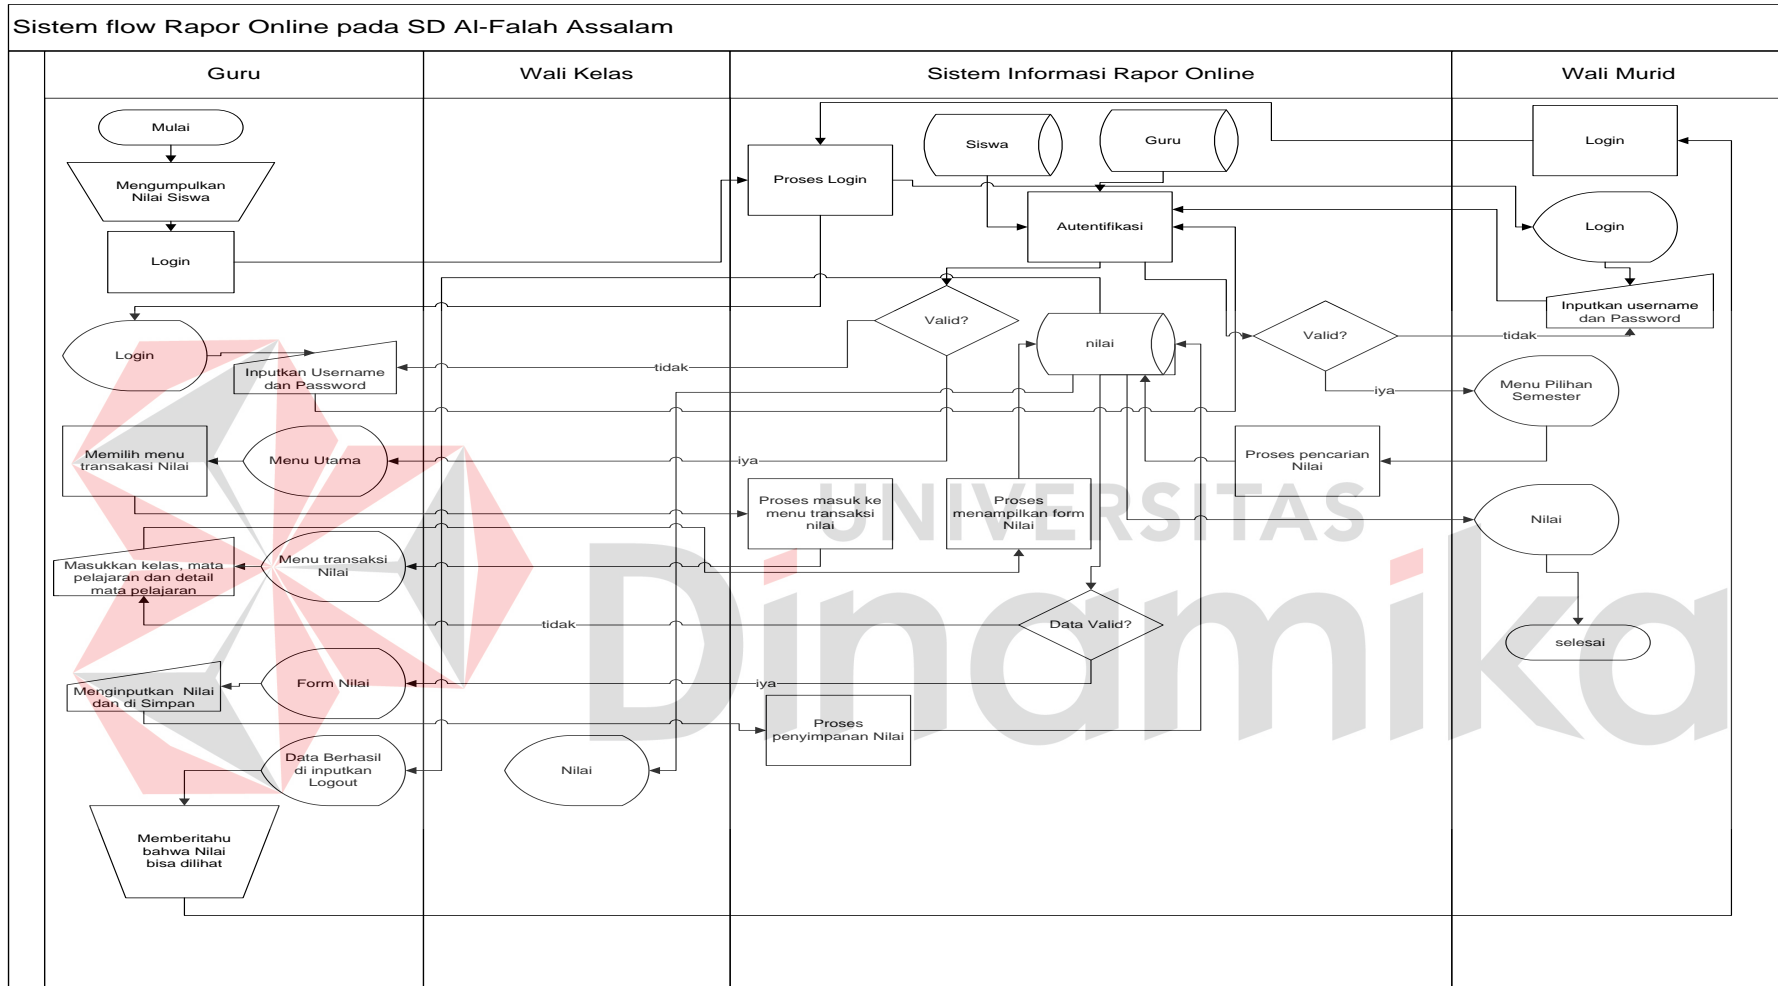 Sistem flow Rapor Online pada SD Al-Falah Assalam
Guru
Wali Kelas
Sistem Informasi Rapor Online
Wali Murid
Mulai
Mengumpulkan
Nilai Siswa
Login
Login
Inputkan Username
dan Password
Memilih menu
transakasi Nilai
Menu Utama
Masukkan kelas, mata
pelajaran dan detail
mata pelajaran
Menu transaksi
Nilai
Menginputkan Nilai
dan di Simpan
Form Nilai
Data Berhasil
di inputkan
Logout
Memberitahu
bahwa Nilai
bisa dilihat
Nilai
Proses Login
Siswa
Guru
Autentifikasi
Valid?
tidak
iya
nilai
Valid?
tidak
iya
Proses pencarian
Nilai
Proses masuk ke
menu transaksi
nilai
Proses
menampilkan form
Nilai
Data Valid?
tidak
iya
Proses
penyimpanan Nilai
Login
Login
Inputkan username
dan Password
Menu Pilihan
Semester
Nilai
selesai
UNIVERSITAS
Dinamika